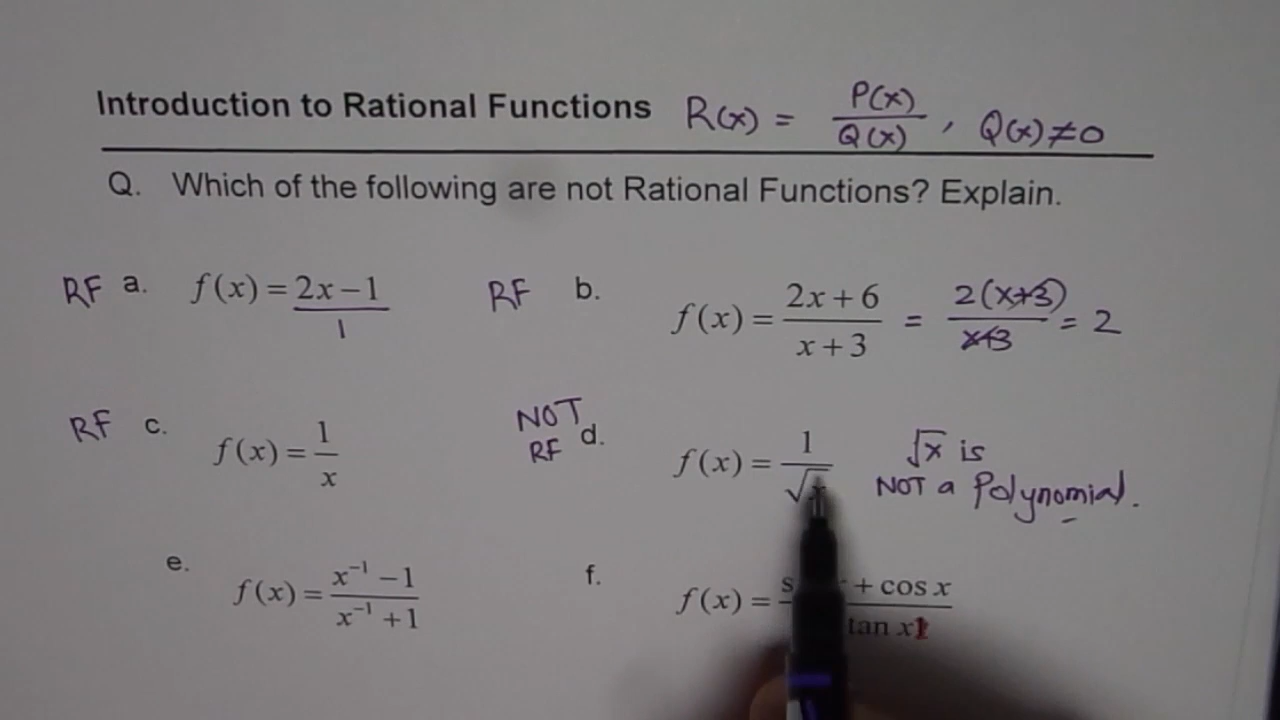 Introduction to Rational Functions R(x) = P(x)/Q(x) , Q(x)≠0
Q. Which of the following are not Rational Functions? Explain.
RF a. f(x) = 2x−1/1
RF b. f(x) = 2x+6/x+3 = 2(x+3)/x+3 = 2
RF c. f(x) = 1/x
NOT RF d. f(x) = 1/√x
√x is
NOT a Polynomial.
e. f(x) = x⁻¹ −1/x⁻¹ +1
f. f(x) = + cos x/tan x